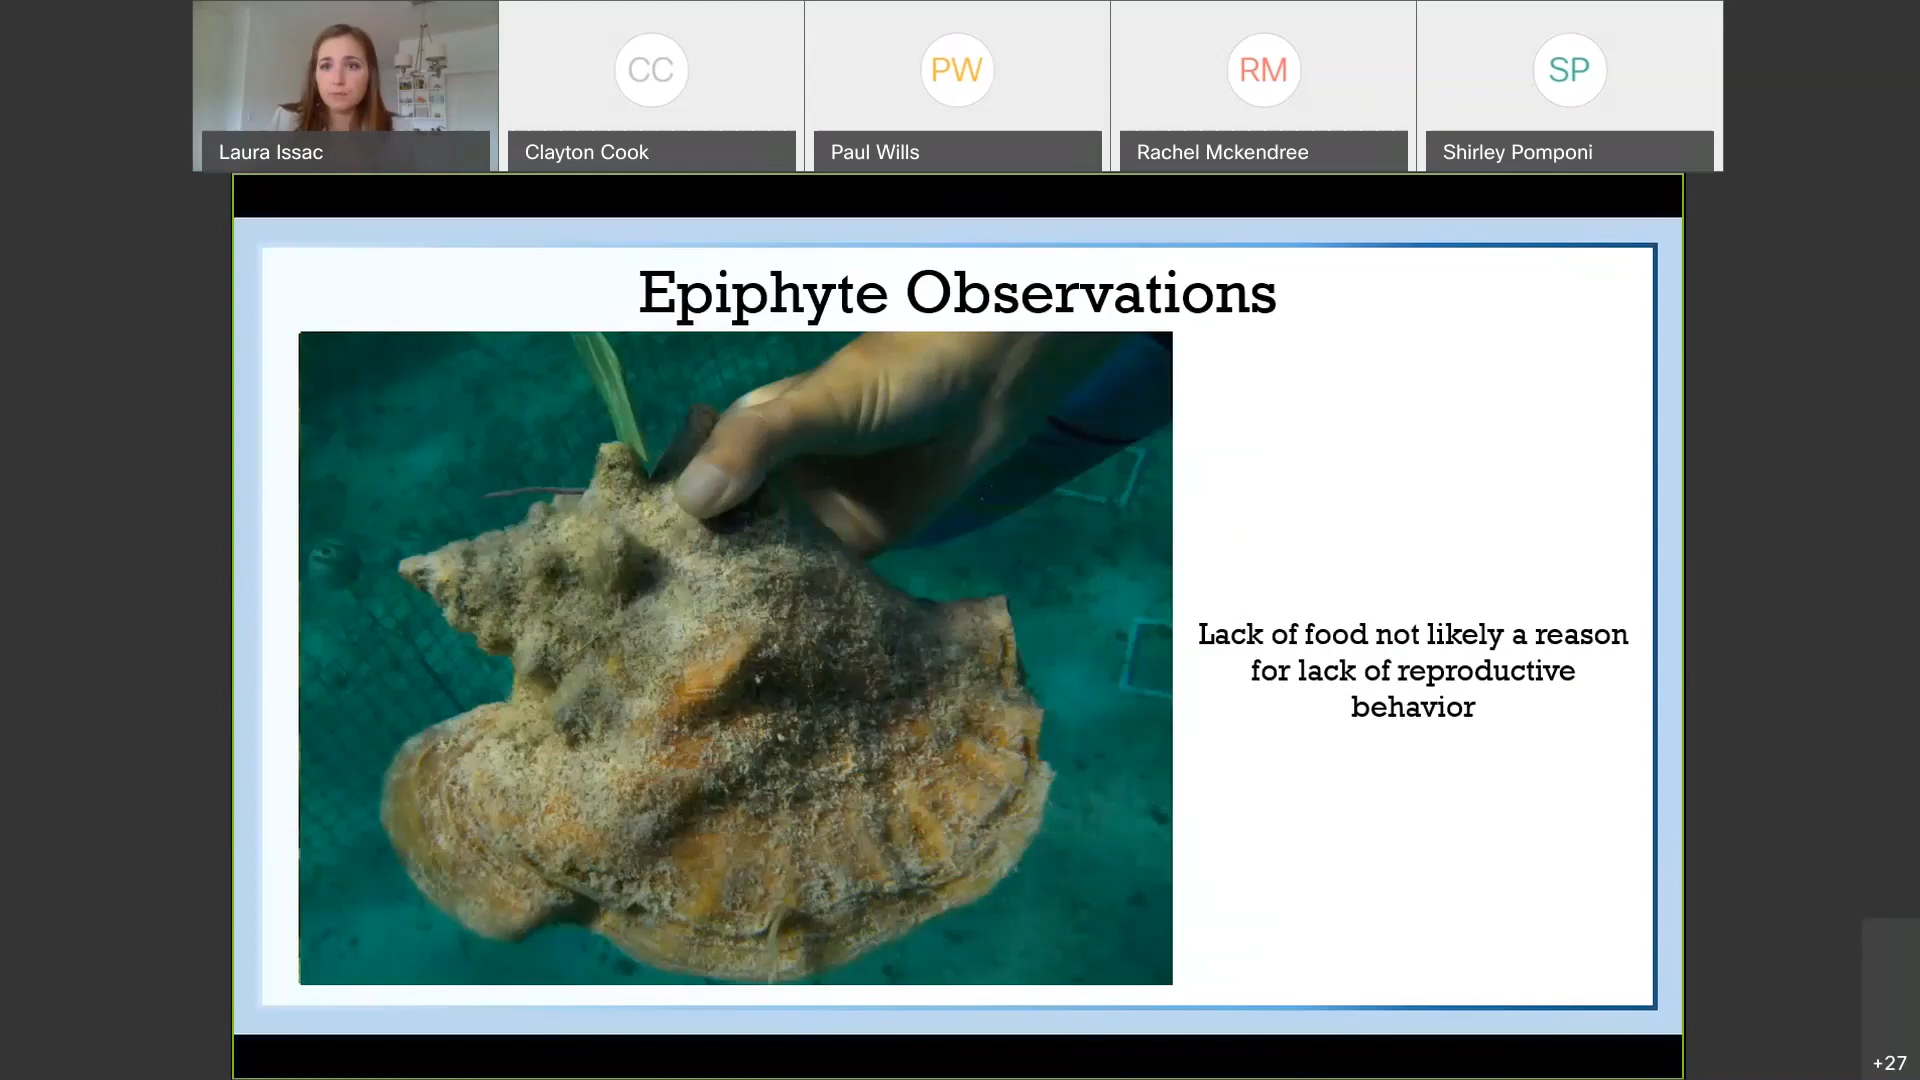 CC
PW
RM
SP
Laura Issac
Clayton Cook
Paul Wills
Rachel Mckendree
Shirley Pomponi
Epiphyte Observations
Lack of food not likely a reason
for lack of reproductive
behavior
+27